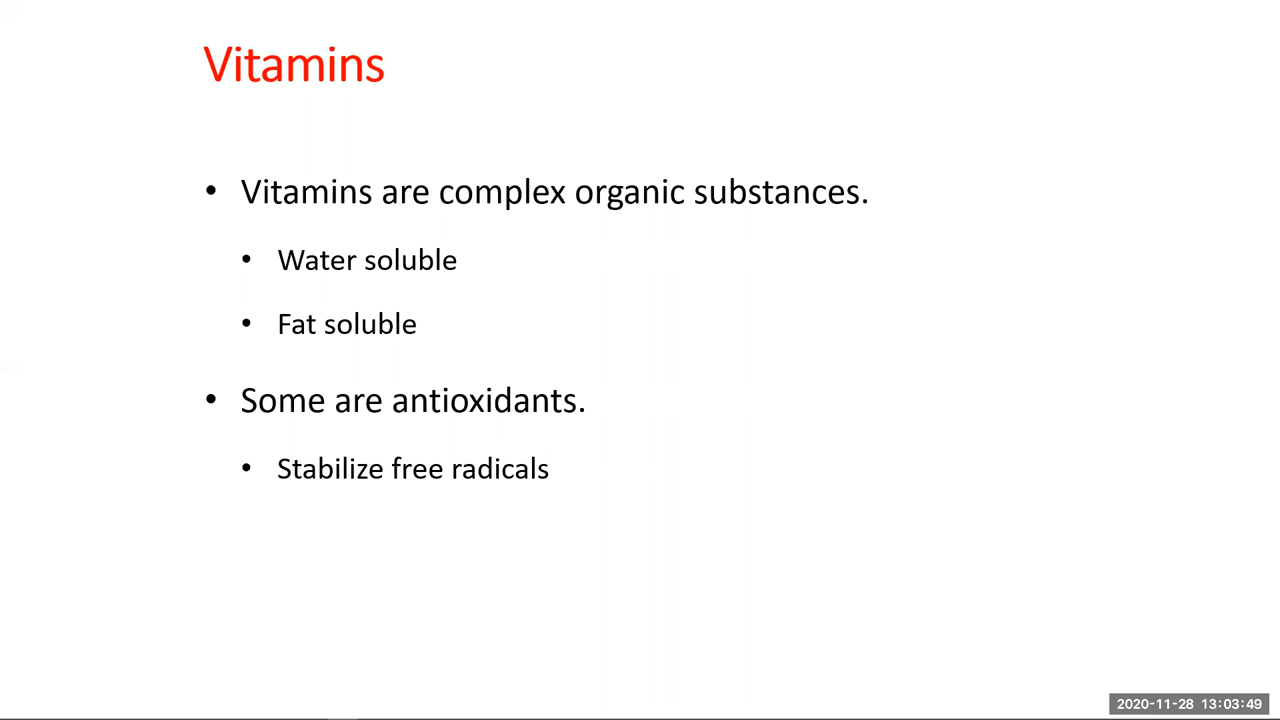 Vitamins
• Vitamins are complex organic substances.
• Water soluble
• Fat soluble
• Some are antioxidants.
• Stabilize free radicals
2020-11-28 13:03:49